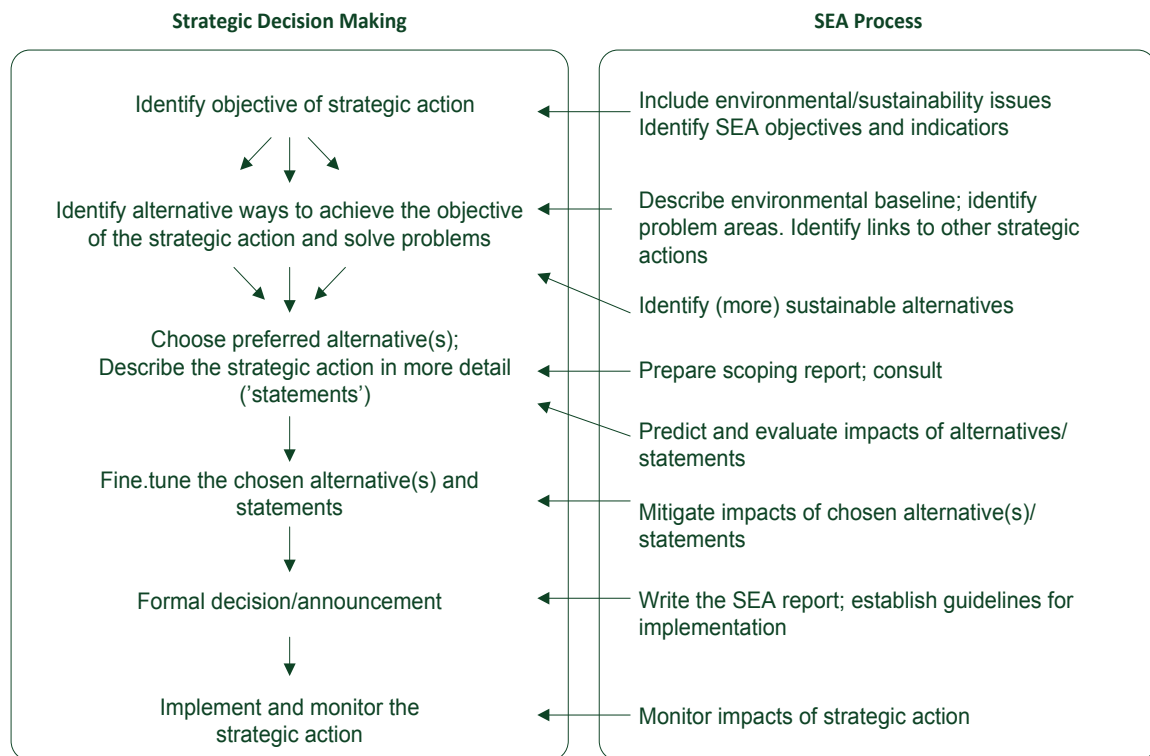 Strategic Decision Making
Identify objective of strategic action
Identify alternative ways to achieve the objective
of the strategic action and solve problems
Choose preferred alternative(s);
Describe the strategic action in more detail
(’statements’)
Fine.tune the chosen alternative(s) and
statements
Formal decision/announcement
Implement and monitor the
strategic action
SEA Process
Include environmental/sustainability issues
Identify SEA objectives and indicatiors
Describe environmental baseline; identify
problem areas. Identify links to other strategic
actions
Identify (more) sustainable alternatives
Prepare scoping report; consult
Predict and evaluate impacts of alternatives/
statements
Mitigate impacts of chosen alternative(s)/
statements
Write the SEA report; establish guidelines for
implementation
Monitor impacts of strategic action